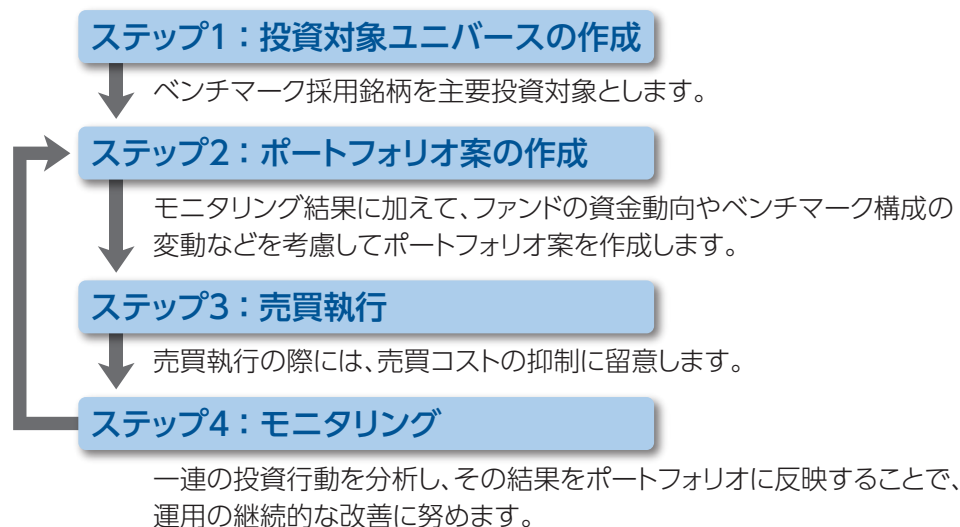 ステップ1：投資対象ユニバースの作成
ベンチマーク採用銘柄を主要投資対象とします。
ステップ2：ポートフォリオ案の作成
モニタリング結果に加えて、ファンドの資金動向やベンチマーク構成の
変動などを考慮してポートフォリオ案を作成します。
ステップ3：売買執行
売買執行の際には、売買コストの抑制に留意します。
ステップ4：モニタリング
一連の投資行動を分析し、その結果をポートフォリオに反映することで、
運用の継続的な改善に努めます。